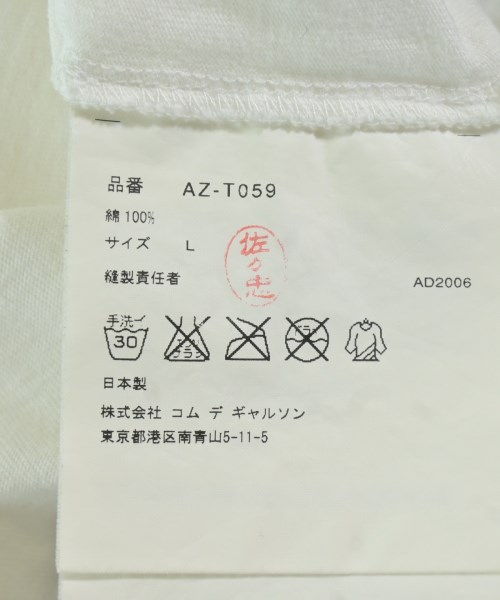 品番 AZ-T059
綿 100%
サイズ L
佐々忠
縫製責任者
AD2006
手洗イ
30
日本製
株式会社 コム デ ギャルソン
東京都港区南青山5-11-5